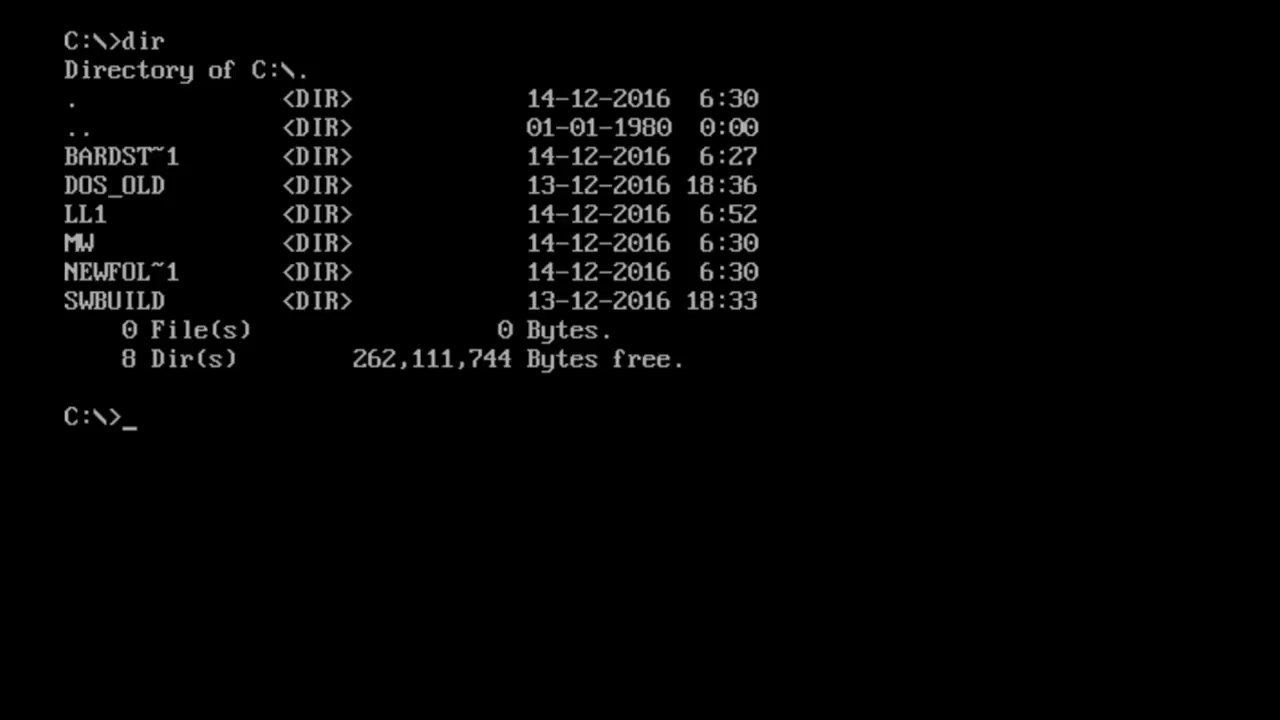 C:\>dir
Directory of C:\.
. <DIR> 14-12-2016 6:30
.. <DIR> 01-01-1980 0:00
BARDST~1 <DIR> 14-12-2016 6:27
DOS_OLD <DIR> 13-12-2016 18:36
LL1 <DIR> 14-12-2016 6:52
MW <DIR> 14-12-2016 6:30
NEWFOL~1 <DIR> 14-12-2016 6:30
SWBUILD <DIR> 13-12-2016 18:33
0 File(s) 0 Bytes.
8 Dir(s) 262,111,744 Bytes free.
C:\>_